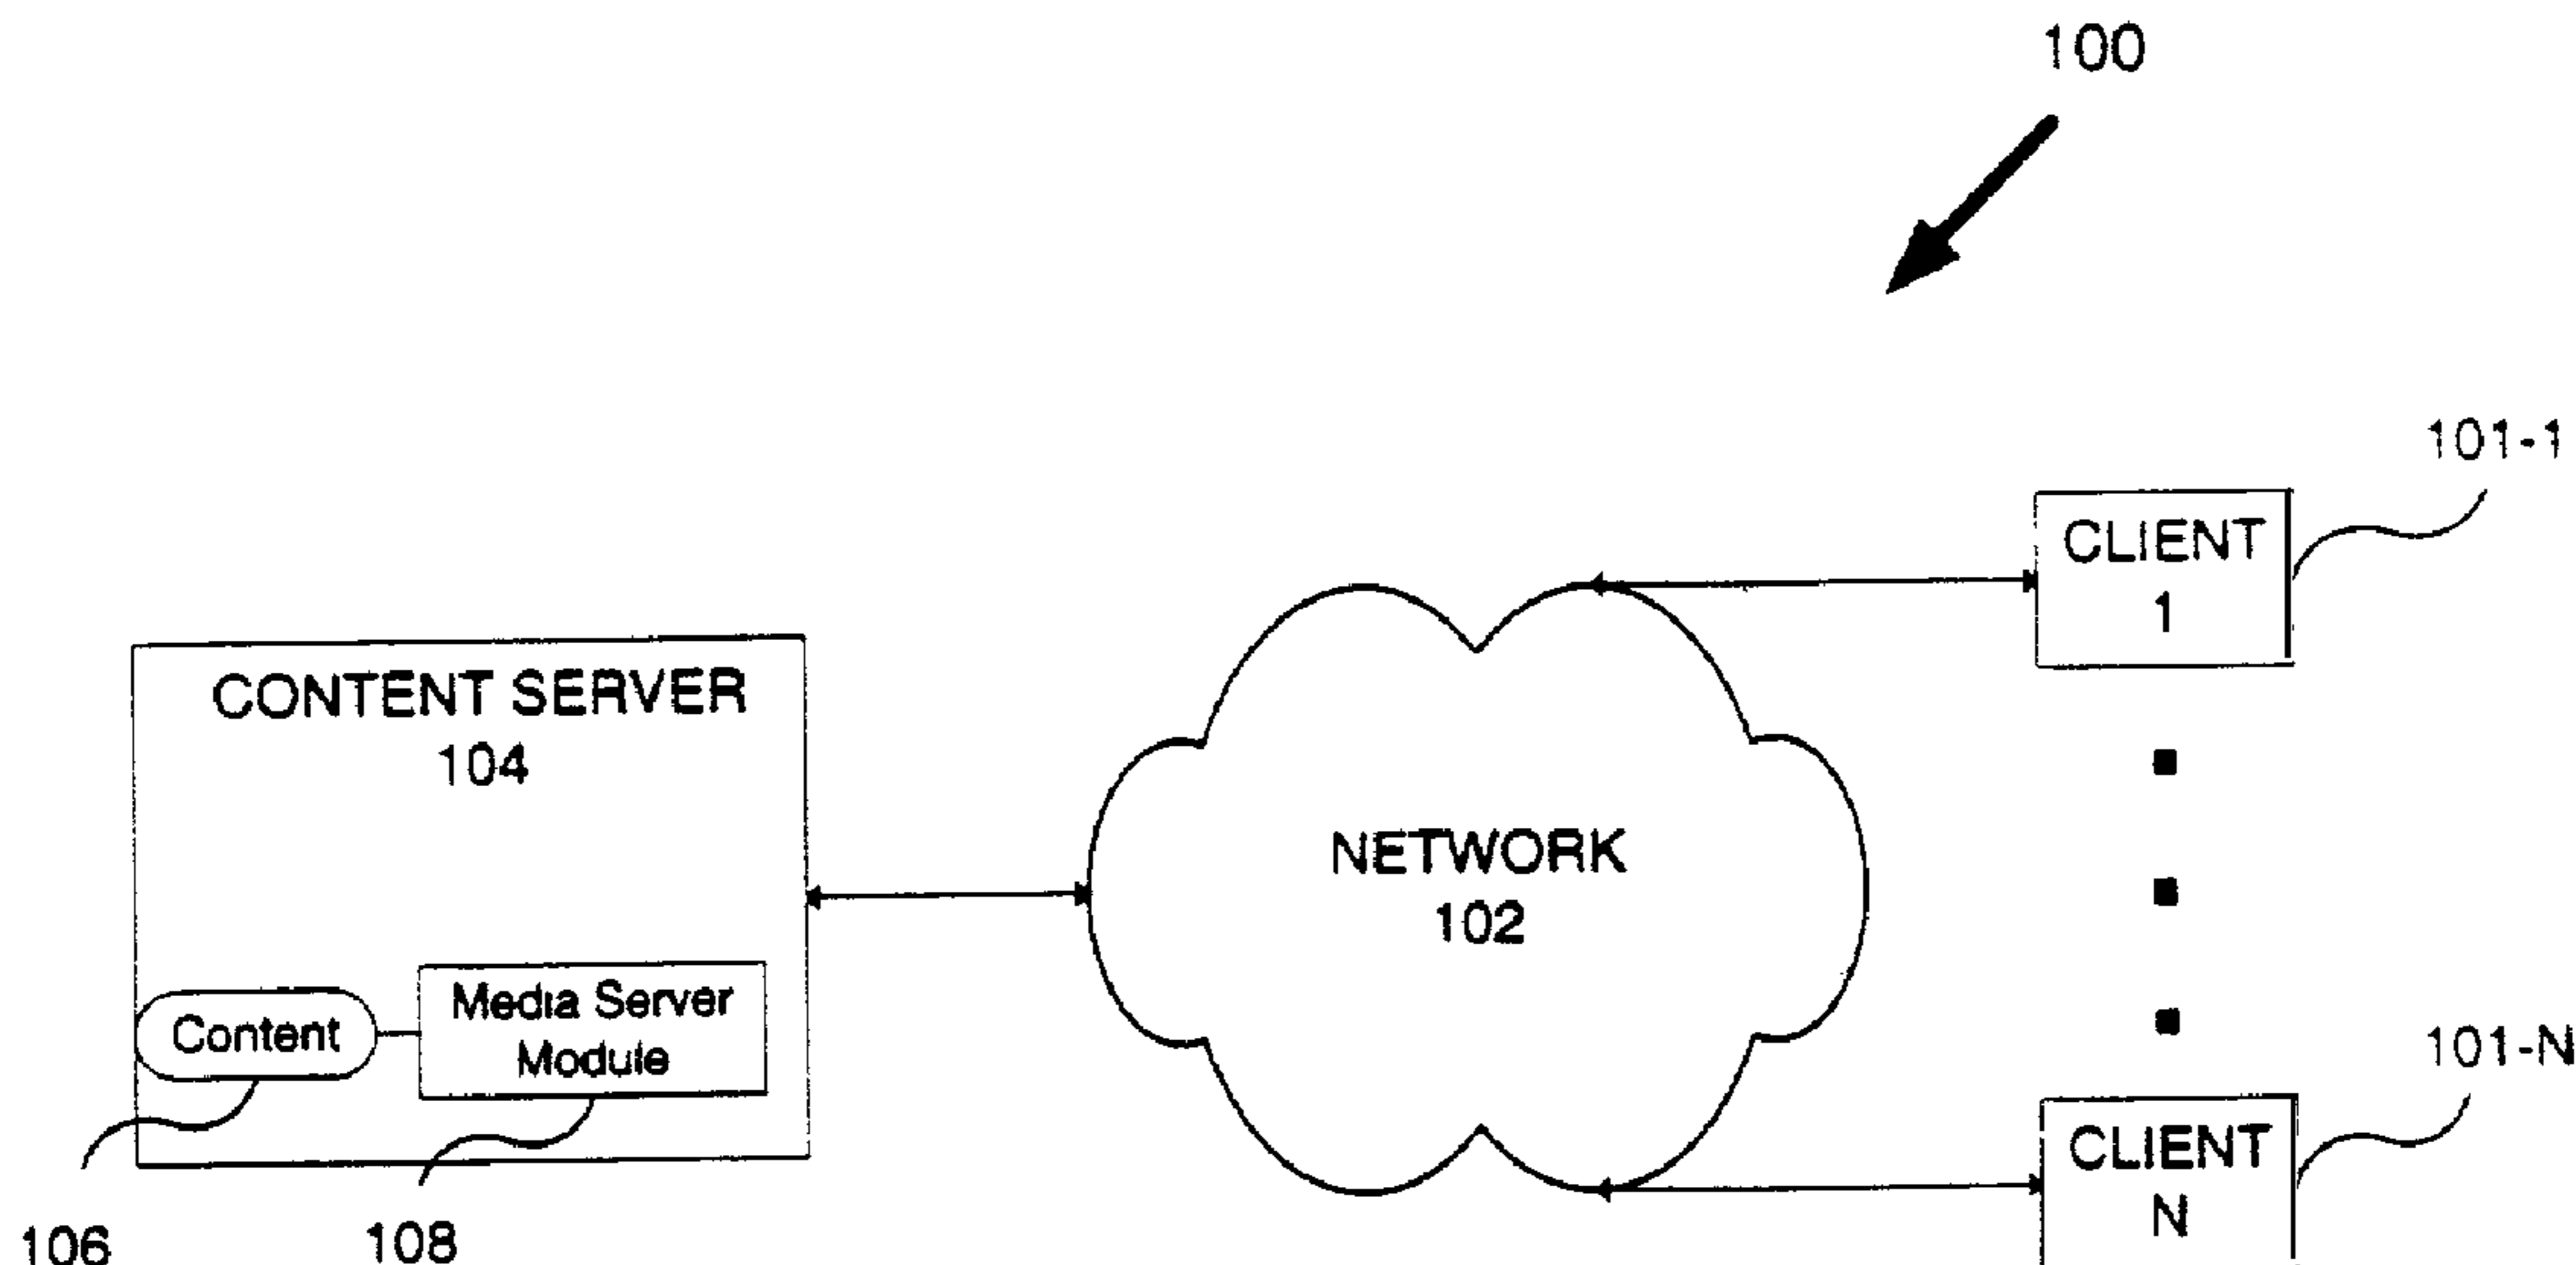 100
101-1
CLIENT
1
CONTENT SERVER
104
NETWORK
102
Content
Media Server
Module
101-N
CLIENT
N
106
108